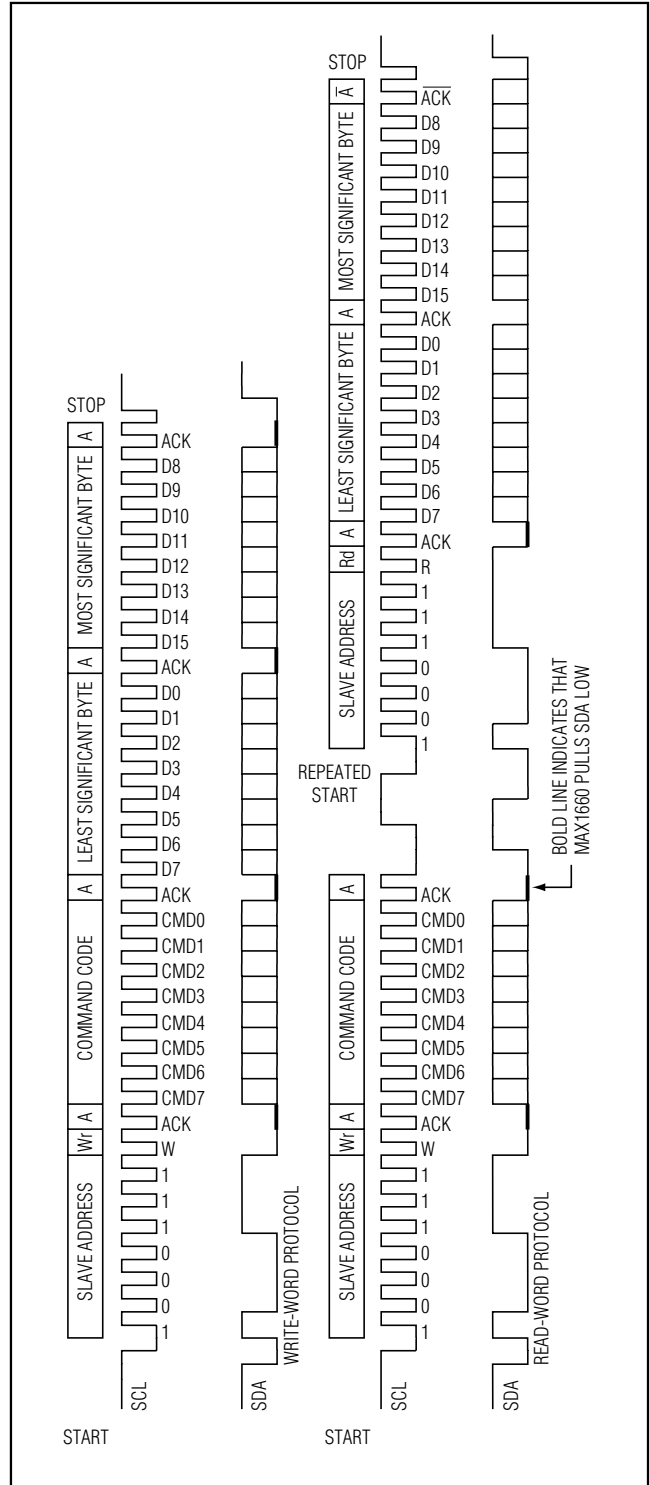 START SLAVE ADDRESS Wr A COMMAND CODE A LEAST SIGNIFICANT BYTE A MOST SIGNIFICANT BYTE A STOP
SCL 1 0 0 0 1 1 1 W ACK CMD7 CMD6 CMD5 CMD4 CMD3 CMD2 CMD1 CMD0 ACK D7 D6 D5 D4 D3 D2 D1 D0 ACK D15 D14 D13 D12 D11 D10 D9 D8 ACK
SDA
WRITE-WORD PROTOCOL
START SLAVE ADDRESS Wr A COMMAND CODE A REPEATED START SLAVE ADDRESS Rd A LEAST SIGNIFICANT BYTE A MOST SIGNIFICANT BYTE A̅ STOP
SCL 1 0 0 0 1 1 1 W ACK CMD7 CMD6 CMD5 CMD4 CMD3 CMD2 CMD1 CMD0 ACK 1 0 0 0 1 1 1 R ACK D7 D6 D5 D4 D3 D2 D1 D0 ACK D15 D14 D13 D12 D11 D10 D9 D8 A̅C̅K̅
SDA
READ-WORD PROTOCOL
BOLD LINE INDICATES THAT
MAX1660 PULLS SDA LOW